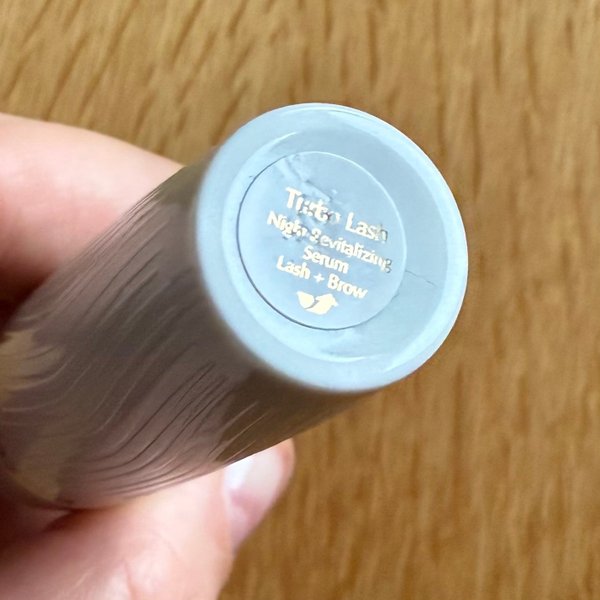 Turbo Lash
Night Revitalizing
Serum
Lash + Brow